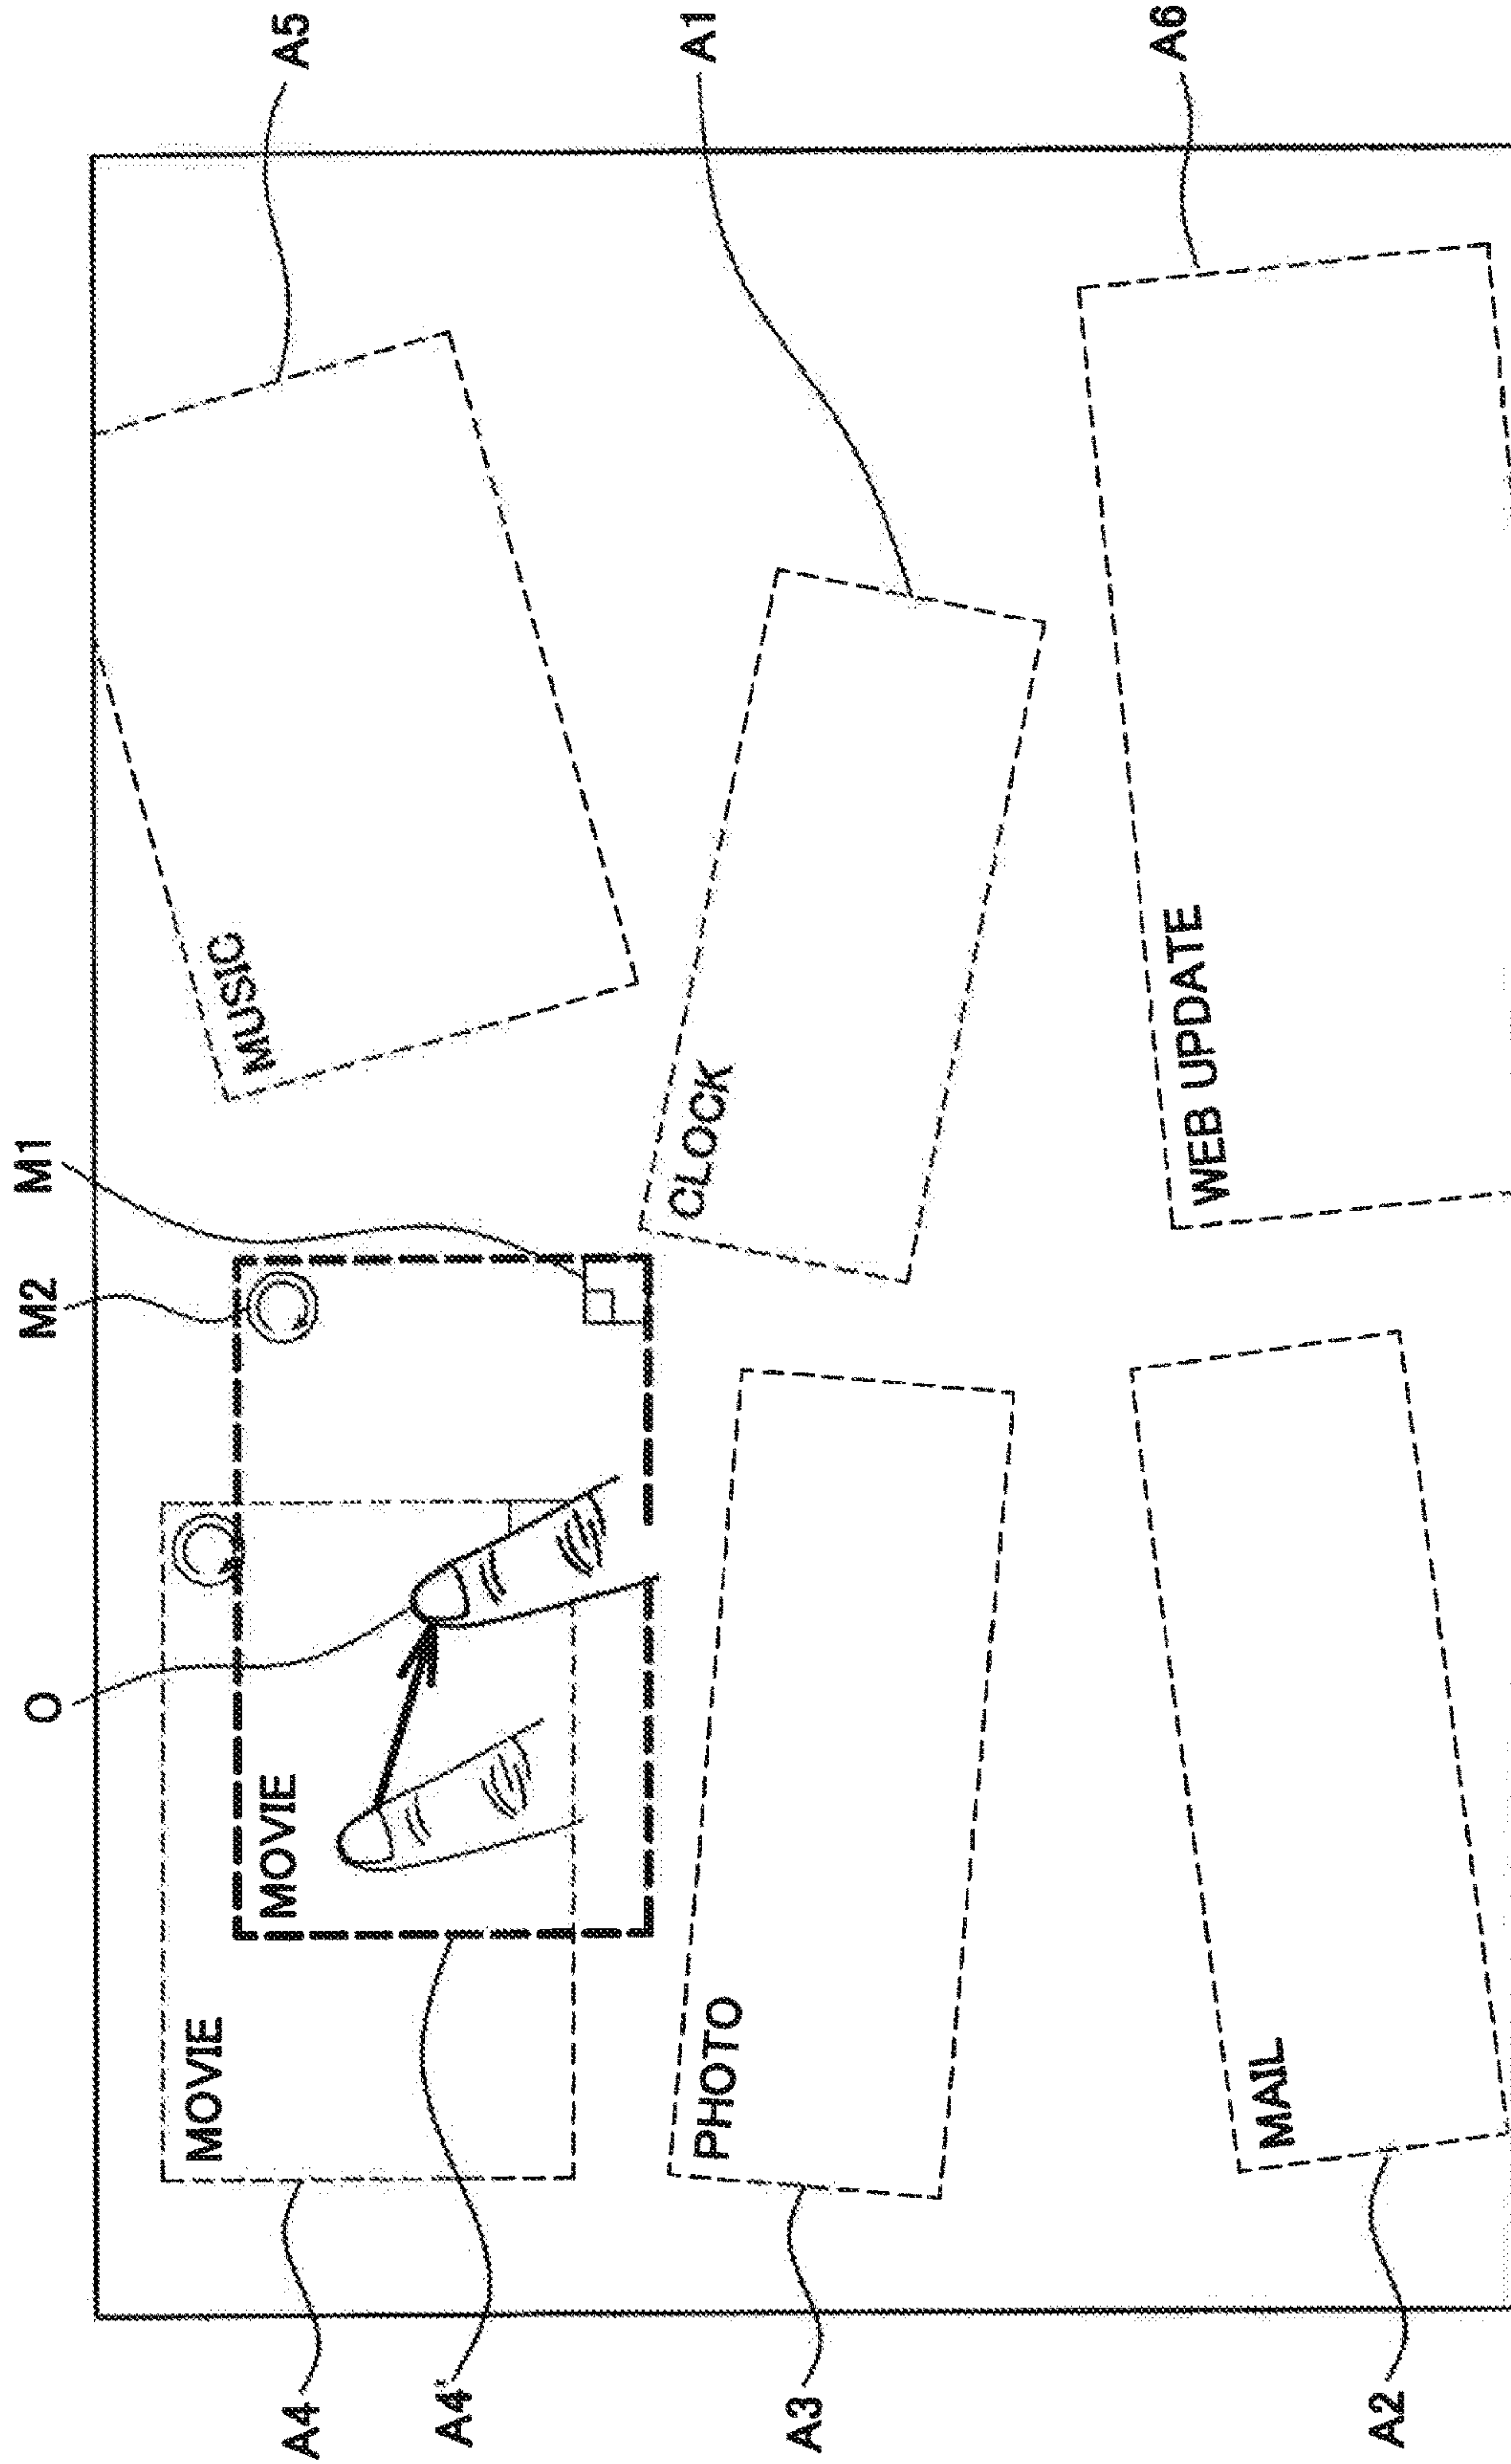 M2
M1
O
A4
MOVIE
A4'
MOVIE
MUSIC
A5
A3
PHOTO
CLOCK
A1
A2
MAIL
WEB UPDATE
A6